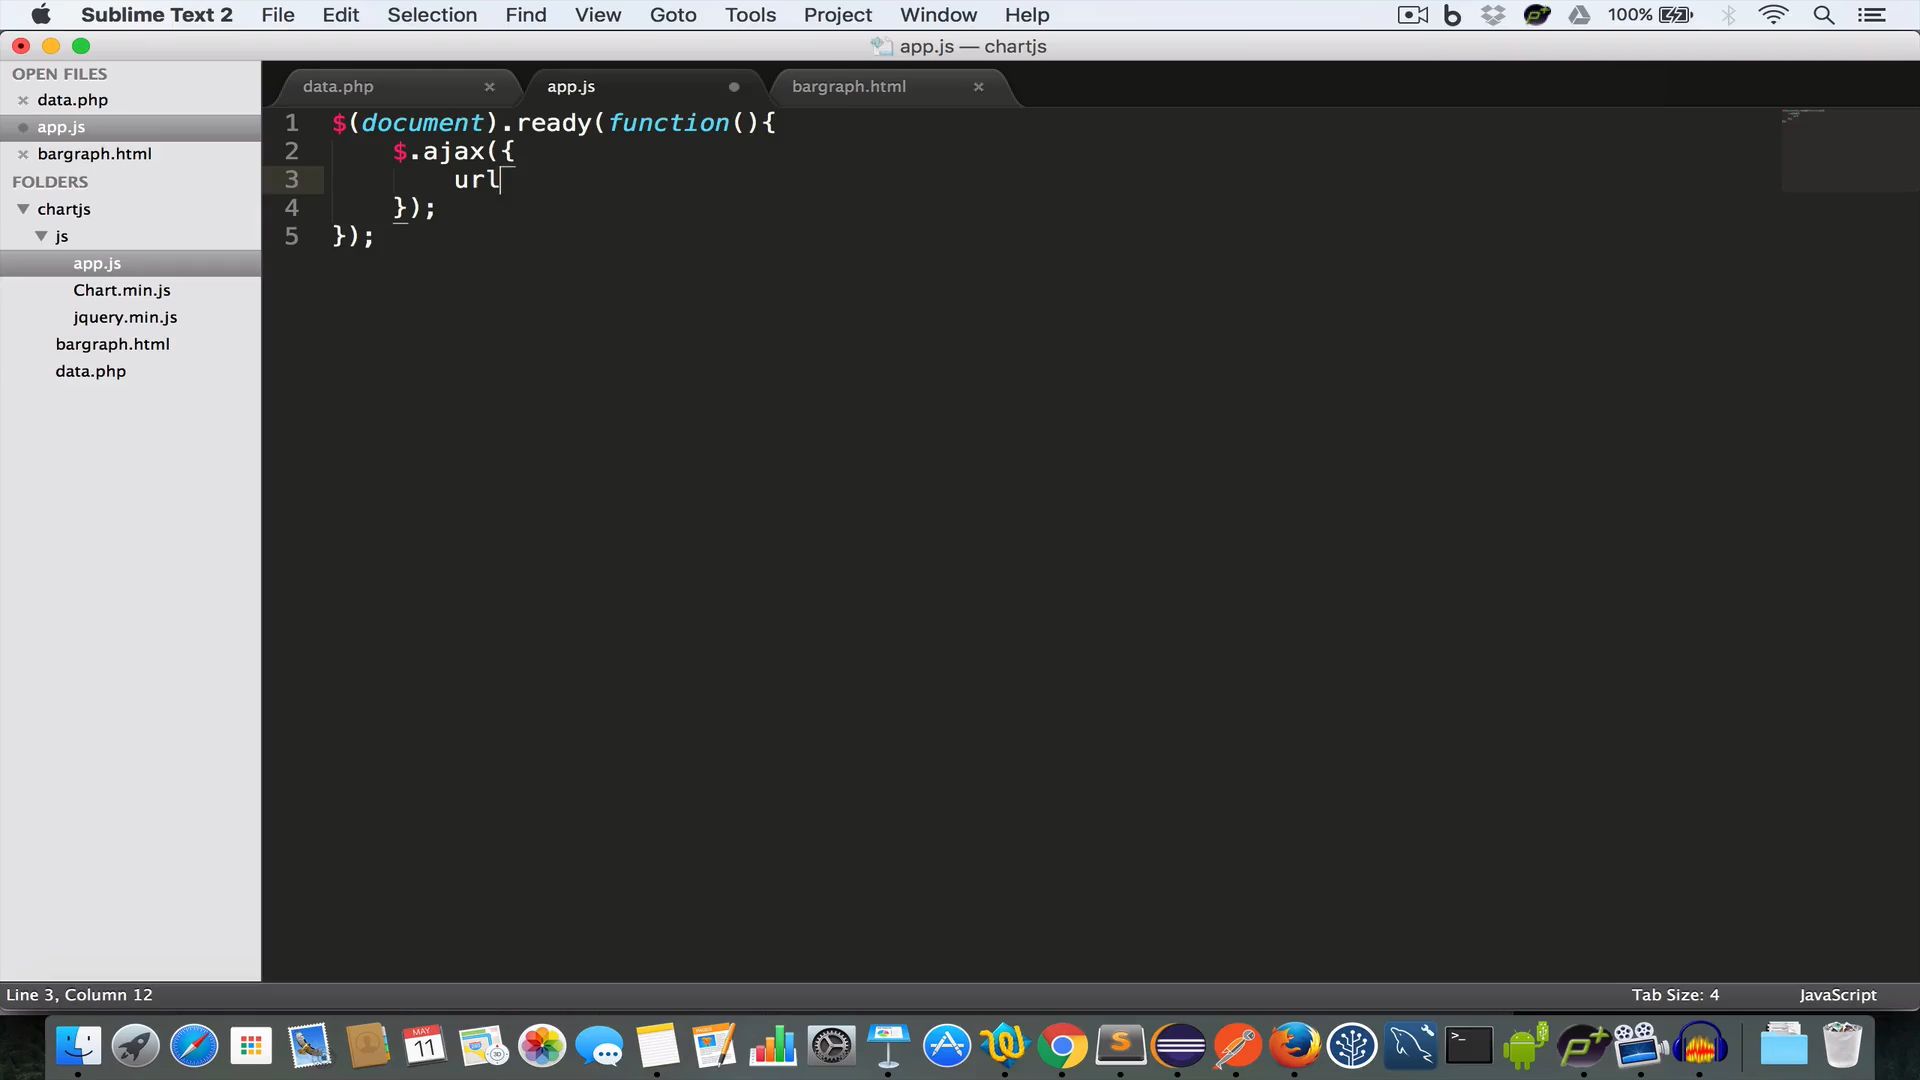 Sublime Text 2 File Edit Selection Find View Goto Tools Project Window Help 100%
app.js — chartjs
OPEN FILES
data.php
app.js
bargraph.html
FOLDERS
chartjs
js
app.js
Chart.min.js
jquery.min.js
bargraph.html
data.php
data.php app.js bargraph.html
1 $(document).ready(function(){
2 $.ajax({
3 url
4 });
5 });
Line 3, Column 12 Tab Size: 4 JavaScript
MAY
11